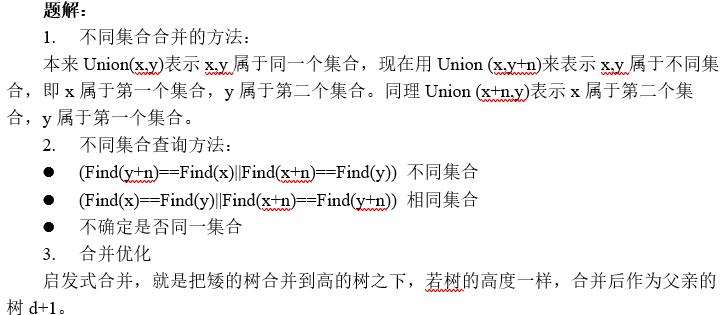 题解：
1. 不同集合合并的方法：
本来 Union(x,y)表示 x,y 属于同一个集合，现在用 Union (x,y+n)来表示 x,y 属于不同集
合，即 x 属于第一个集合，y 属于第二个集合。同理 Union (x+n,y)表示 x 属于第二个集
合，y 属于第一个集合。
2. 不同集合查询方法：
● (Find(y+n)==Find(x)||Find(x+n)==Find(y)) 不同集合
● (Find(x)==Find(y)||Find(x+n)==Find(y+n)) 相同集合
● 不确定是否同一集合
3. 合并优化
启发式合并，就是把矮的树合并到高的树之下，若树的高度一样，合并后作为父亲的
树 d+1。